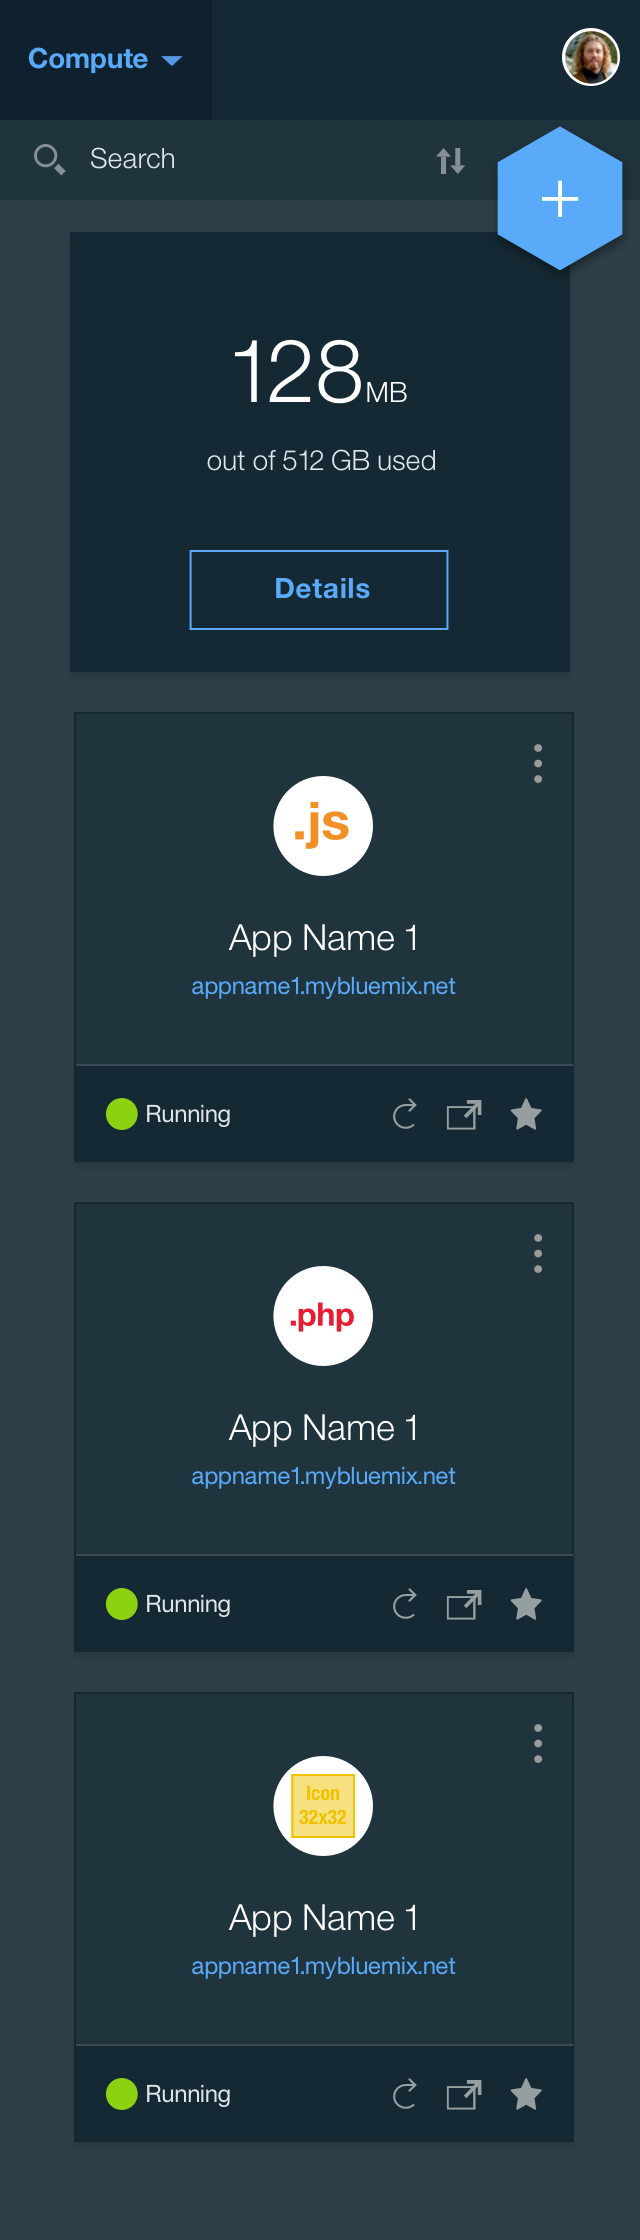 Compute
Search
128MB
out of 512 GB used
Details
.js
App Name 1
appname1.mybluemix.net
Running
.php
App Name 1
appname1.mybluemix.net
Running
Icon
32x32
App Name 1
appname1.mybluemix.net
Running